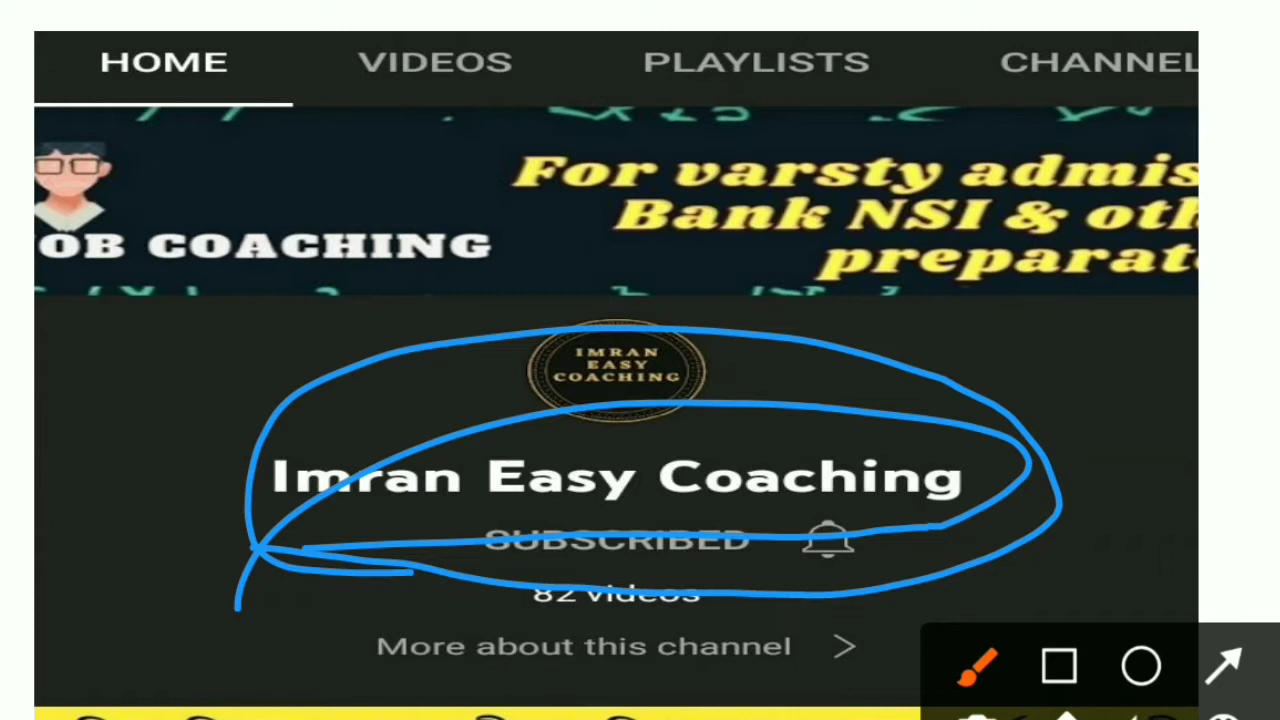 HOME VIDEOS PLAYLISTS CHANNEL
For varsty admis
Bank NSI & oth
OB COACHING
preparat
IMRAN
EASY
COACHING
Imran Easy Coaching
SUBSCRIBED
82 videos
More about this channel >